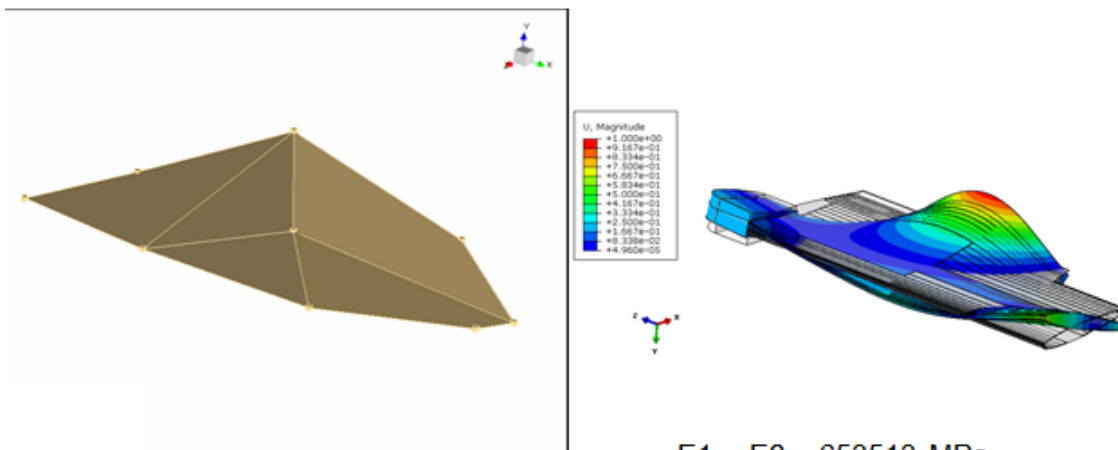 Y
Z
X
U, Magnitude
+1.000e+00
+9.167e-01
+8.334e-01
+7.500e-01
+6.667e-01
+5.834e-01
+5.000e-01
+4.167e-01
+3.334e-01
+2.500e-01
+1.667e-01
+8.338e-02
+4.960e-05
Z
X
Y